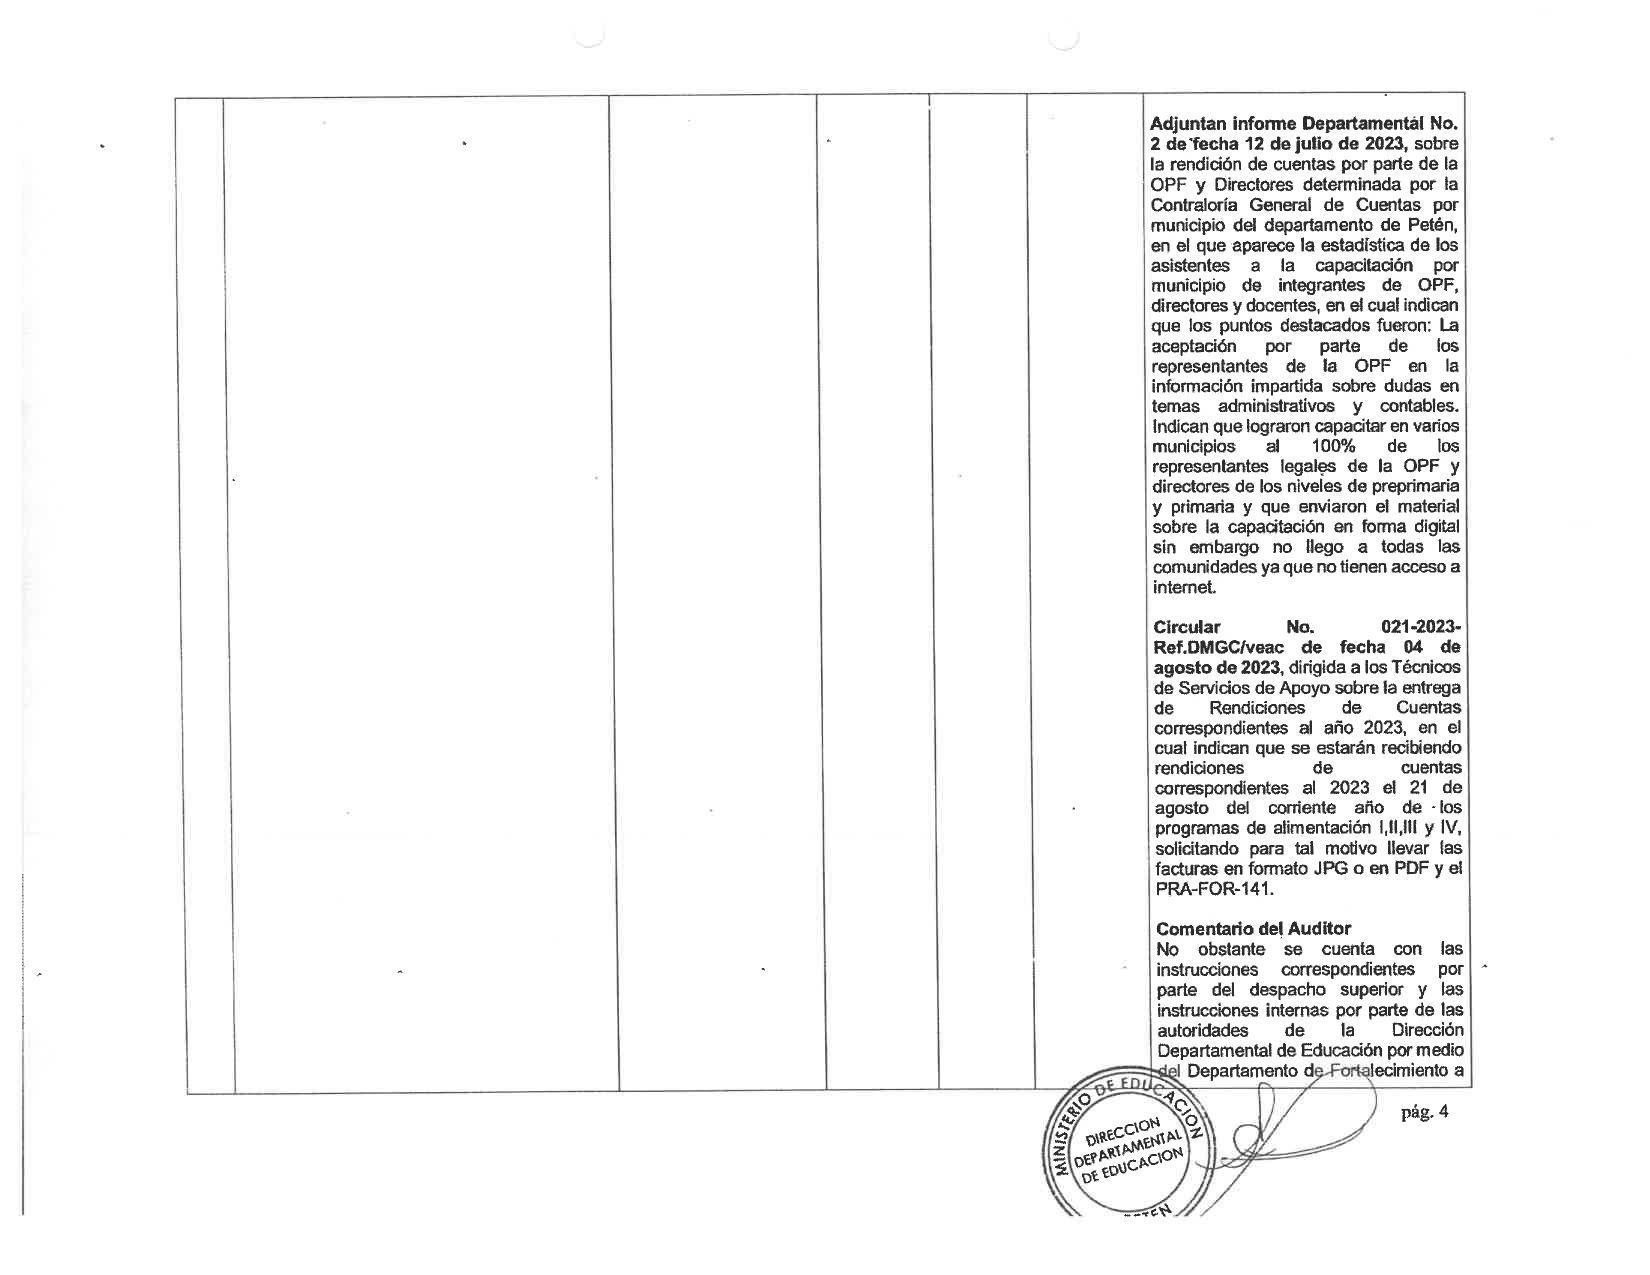 Adjuntan informe Departamental No.
2 de fecha 12 de julio de 2023, sobre
la rendición de cuentas por parte de la
OPF y Directores determinada por la
Contraloría General de Cuentas por
municipio del departamento de Petén,
en el que aparece la estadística de los
asistentes a la capacitación por
municipio de integrantes de OPF,
directores y docentes, en el cual indican
que los puntos destacados fueron: La
aceptación por parte de los
representantes de la OPF en la
información impartida sobre dudas en
temas administrativos y contables.
Indican que lograron capacitar en varios
municipios al 100% de los
representantes legales de la OPF y
directores de los niveles de preprimaria
y primaria y que enviaron el material
sobre la capacitación en forma digital
sin embargo no llego a todas las
comunidades ya que no tienen acceso a
internet.
Circular No. 021-2023-
Ref.DMGC/veac de fecha 04 de
agosto de 2023, dirigida a los Técnicos
de Servicios de Apoyo sobre la entrega
de Rendiciones de Cuentas
correspondientes al año 2023, en el
cual indican que se estarán recibiendo
rendiciones de cuentas
correspondientes al 2023 el 21 de
agosto del corriente año de los
programas de alimentación I,II,III y IV,
solicitando para tal motivo llevar las
facturas en formato JPG o en PDF y el
PRA-FOR-141.
Comentario del Auditor
No obstante se cuenta con las
instrucciones correspondientes por
parte del despacho superior y las
instrucciones internas por parte de las
autoridades de la Dirección
Departamental de Educación por medio
del Departamento de Fortalecimiento a
pág. 4
MINISTERIO DE EDUCACION
DIRECCION
DEPARTAMENTAL
DE EDUCACION